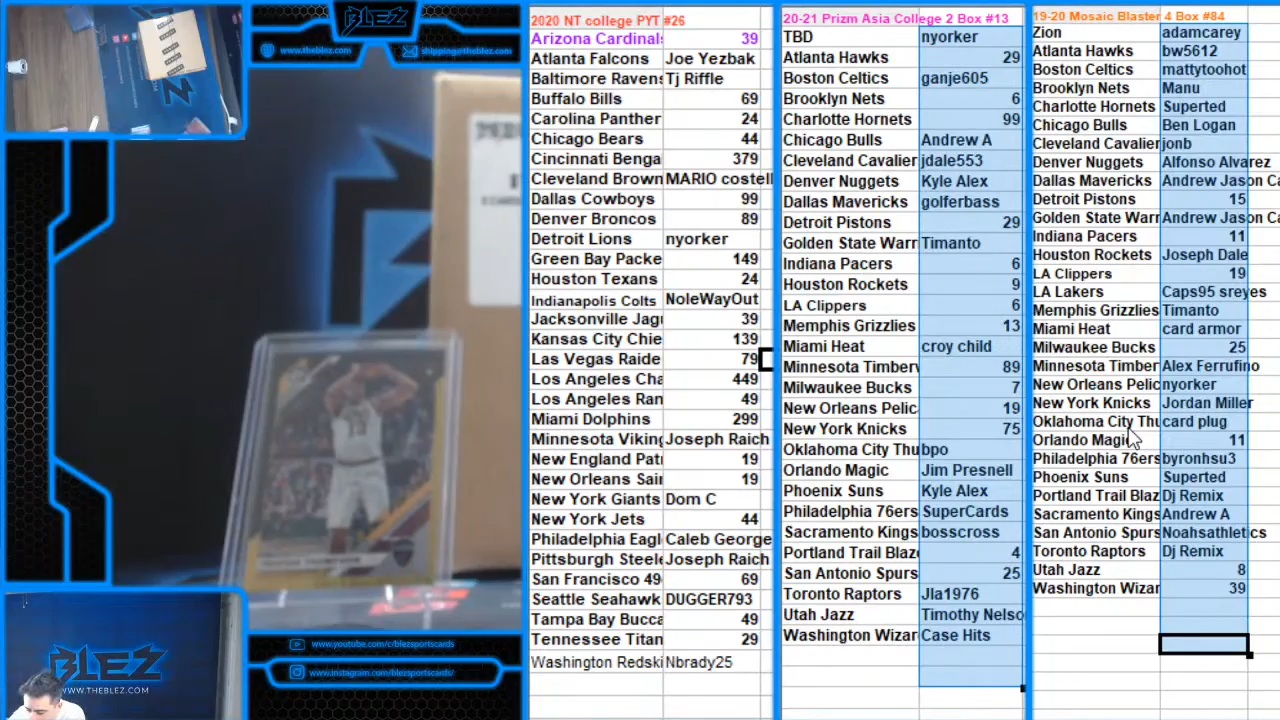 BLEZ
www.theblez.com
shipping@theblez.com
BLEZ
WWW.THEBLEZ.COM
www.youtube.com/c/blezsportscards
www.instagram.com/blezsportscards/
2020 NT college PYT #26
Arizona Cardinals 39
Atlanta Falcons Joe Yezbak
Baltimore Ravens Tj Riffle
Buffalo Bills 69
Carolina Panther 24
Chicago Bears 44
Cincinnati Benga 379
Cleveland Brown MARIO costell
Dallas Cowboys 99
Denver Broncos 89
Detroit Lions nyorker
Green Bay Packe 149
Houston Texans 24
Indianapolis Colts NoleWayOut
Jacksonville Jagu 39
Kansas City Chie 139
Las Vegas Raide 79
Los Angeles Cha 449
Los Angeles Ran 49
Miami Dolphins 299
Minnesota Viking Joseph Raich
New England Patr 19
New Orleans Sai 19
New York Giants Dom C
New York Jets 44
Philadelphia Eagl Caleb George
Pittsburgh Steele Joseph Raich
San Francisco 49 69
Seattle Seahawk DUGGER793
Tampa Bay Bucca 49
Tennessee Titan 29
Washington Redski Nbrady25
20-21 Prizm Asia College 2 Box #13
TBD nyorker
Atlanta Hawks 29
Boston Celtics ganje605
Brooklyn Nets 6
Charlotte Hornets 99
Chicago Bulls Andrew A
Cleveland Cavalier jdale553
Denver Nuggets Kyle Alex
Dallas Mavericks golferbass
Detroit Pistons 29
Golden State Warr Timanto
Indiana Pacers 6
Houston Rockets 9
LA Clippers 6
Memphis Grizzlies 13
Miami Heat croy child
Minnesota Timberv 89
Milwaukee Bucks 7
New Orleans Pelic 19
New York Knicks 75
Oklahoma City Thu bpo
Orlando Magic Jim Presnell
Phoenix Suns Kyle Alex
Philadelphia 76ers SuperCards
Sacramento Kings bosscross
Portland Trail Blaze 4
San Antonio Spurs 25
Toronto Raptors Jla1976
Utah Jazz Timothy Nelso
Washington Wizar Case Hits
19-20 Mosaic Blaster 4 Box #84
Zion adamcarey
Atlanta Hawks bw5612
Boston Celtics mattytoohot
Brooklyn Nets Manu
Charlotte Hornets Superted
Chicago Bulls Ben Logan
Cleveland Cavalier jonb
Denver Nuggets Alfonso Alvarez
Dallas Mavericks Andrew Jason Ca
Detroit Pistons 15
Golden State Warr Andrew Jason Ca
Indiana Pacers 11
Houston Rockets Joseph Dale
LA Clippers 19
LA Lakers Caps95 sreyes
Memphis Grizzlies Timanto
Miami Heat card armor
Milwaukee Bucks 25
Minnesota Timber Alex Ferrufino
New Orleans Pelic nyorker
New York Knicks Jordan Miller
Oklahoma City Thu card plug
Orlando Magic 11
Philadelphia 76ers byronhsu3
Phoenix Suns Superted
Portland Trail Blaz Dj Remix
Sacramento Kings Andrew A
San Antonio Spurs Noahsathletics
Toronto Raptors Dj Remix
Utah Jazz 8
Washington Wizar 39